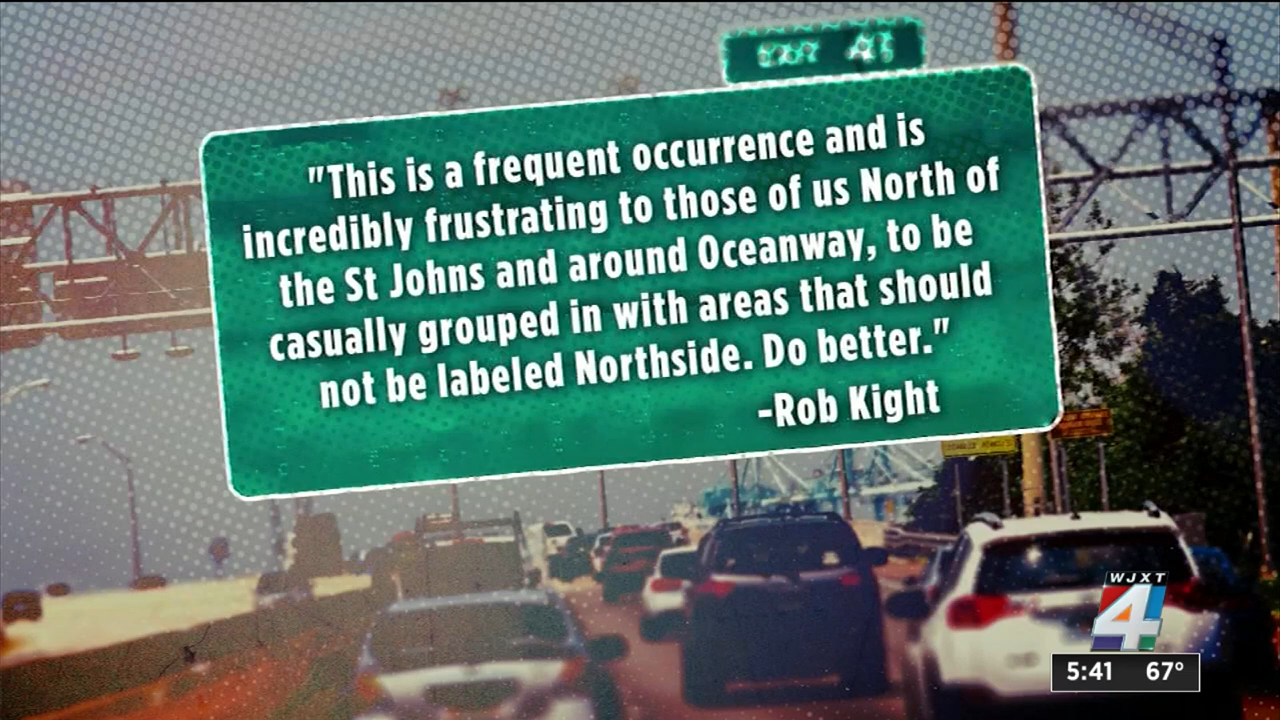 EXIT 41
"This is a frequent occurrence and is
incredibly frustrating to those of us North of
the St Johns and around Oceanway, to be
casually grouped in with areas that should
not be labeled Northside. Do better."
-Rob Kight
WJXT
4
5:41 67°